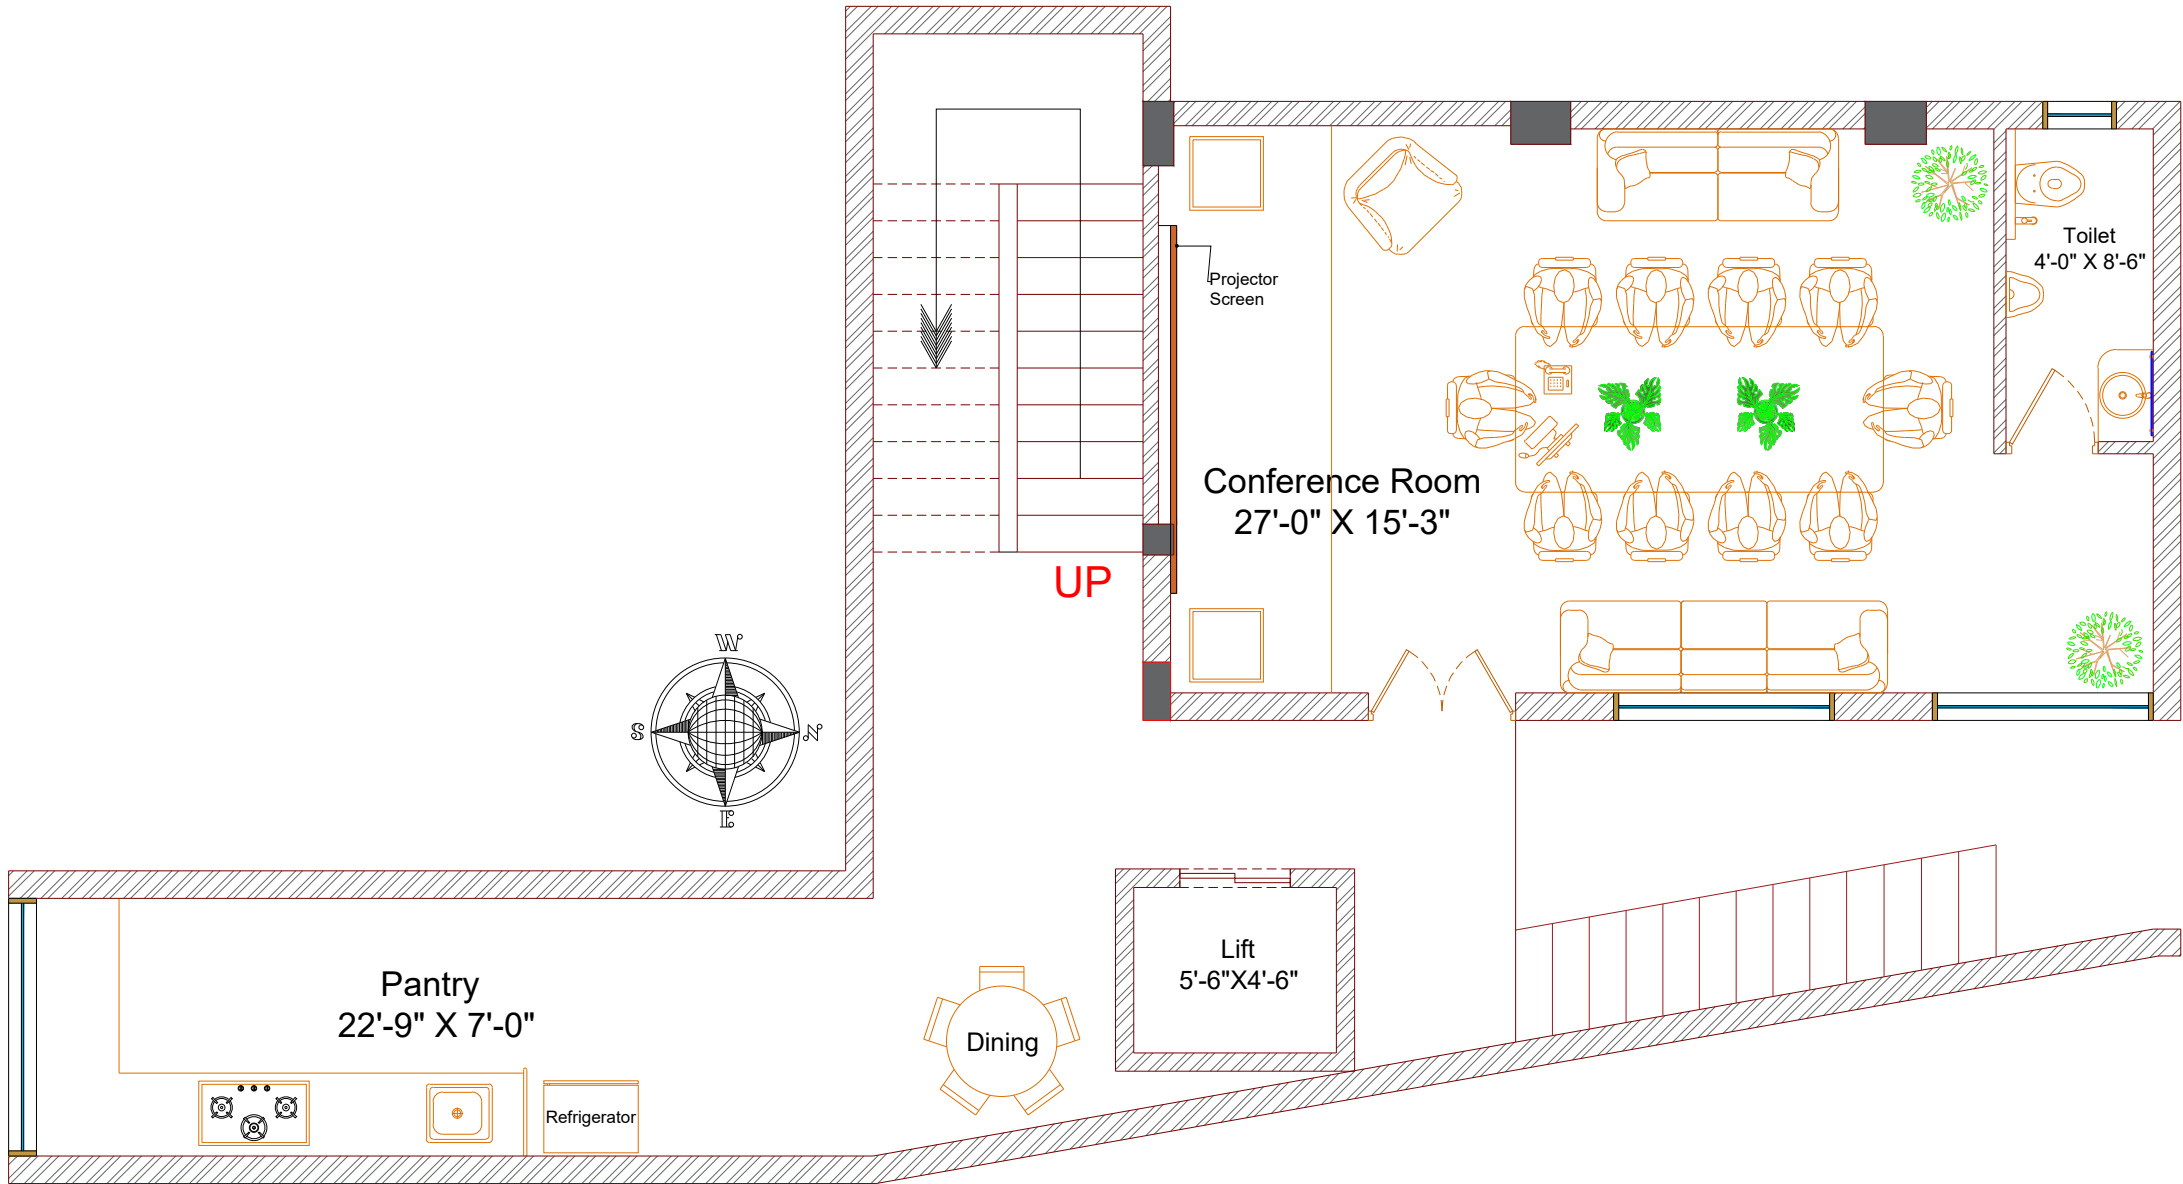 Toilet
4'-0" X 8'-6"
Projector
Screen
Conference Room
27'-0" X 15'-3"
UP
W
S
N
E
Lift
5'-6"X4'-6"
Pantry
22'-9" X 7'-0"
Dining
Refrigerator